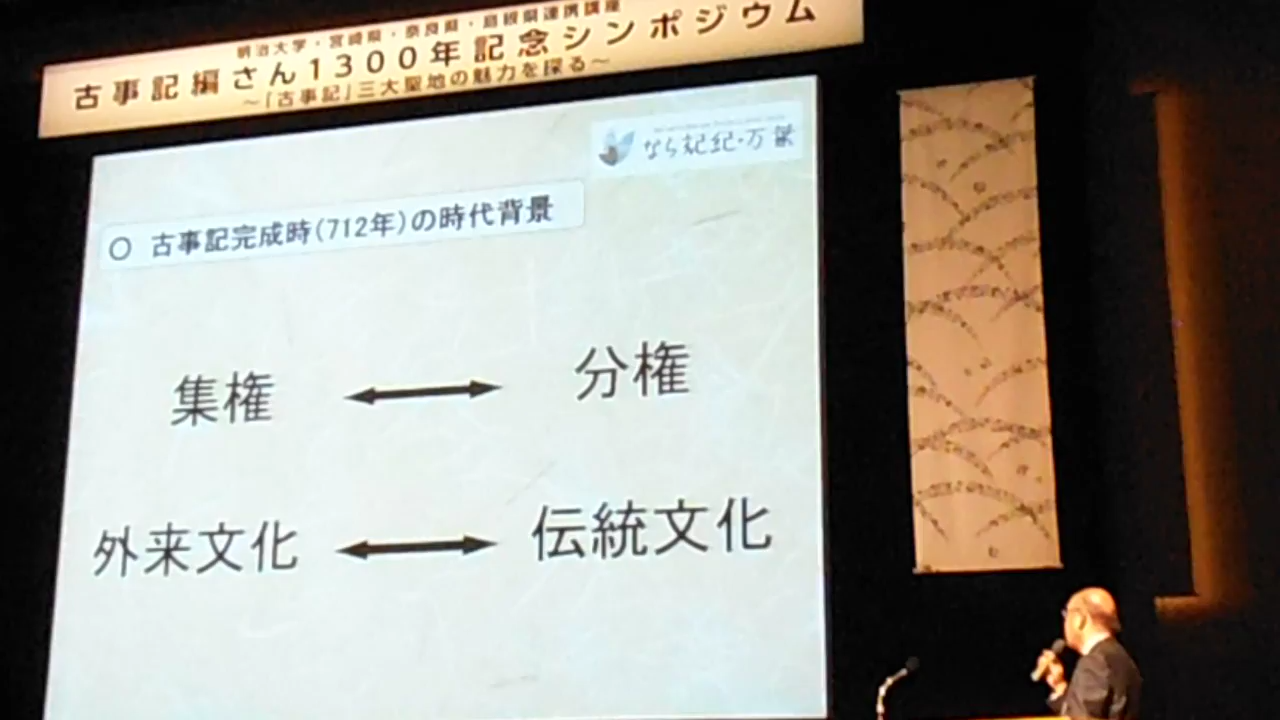 明治大学・宮崎県・奈良県・島根県連携講座
古事記編さん1300年記念シンポジウム
～「古事記」三大聖地の魅力を探る～
なら記紀・万葉
○ 古事記完成時(712年)の時代背景
集権 ↔ 分権
外来文化 ↔ 伝統文化